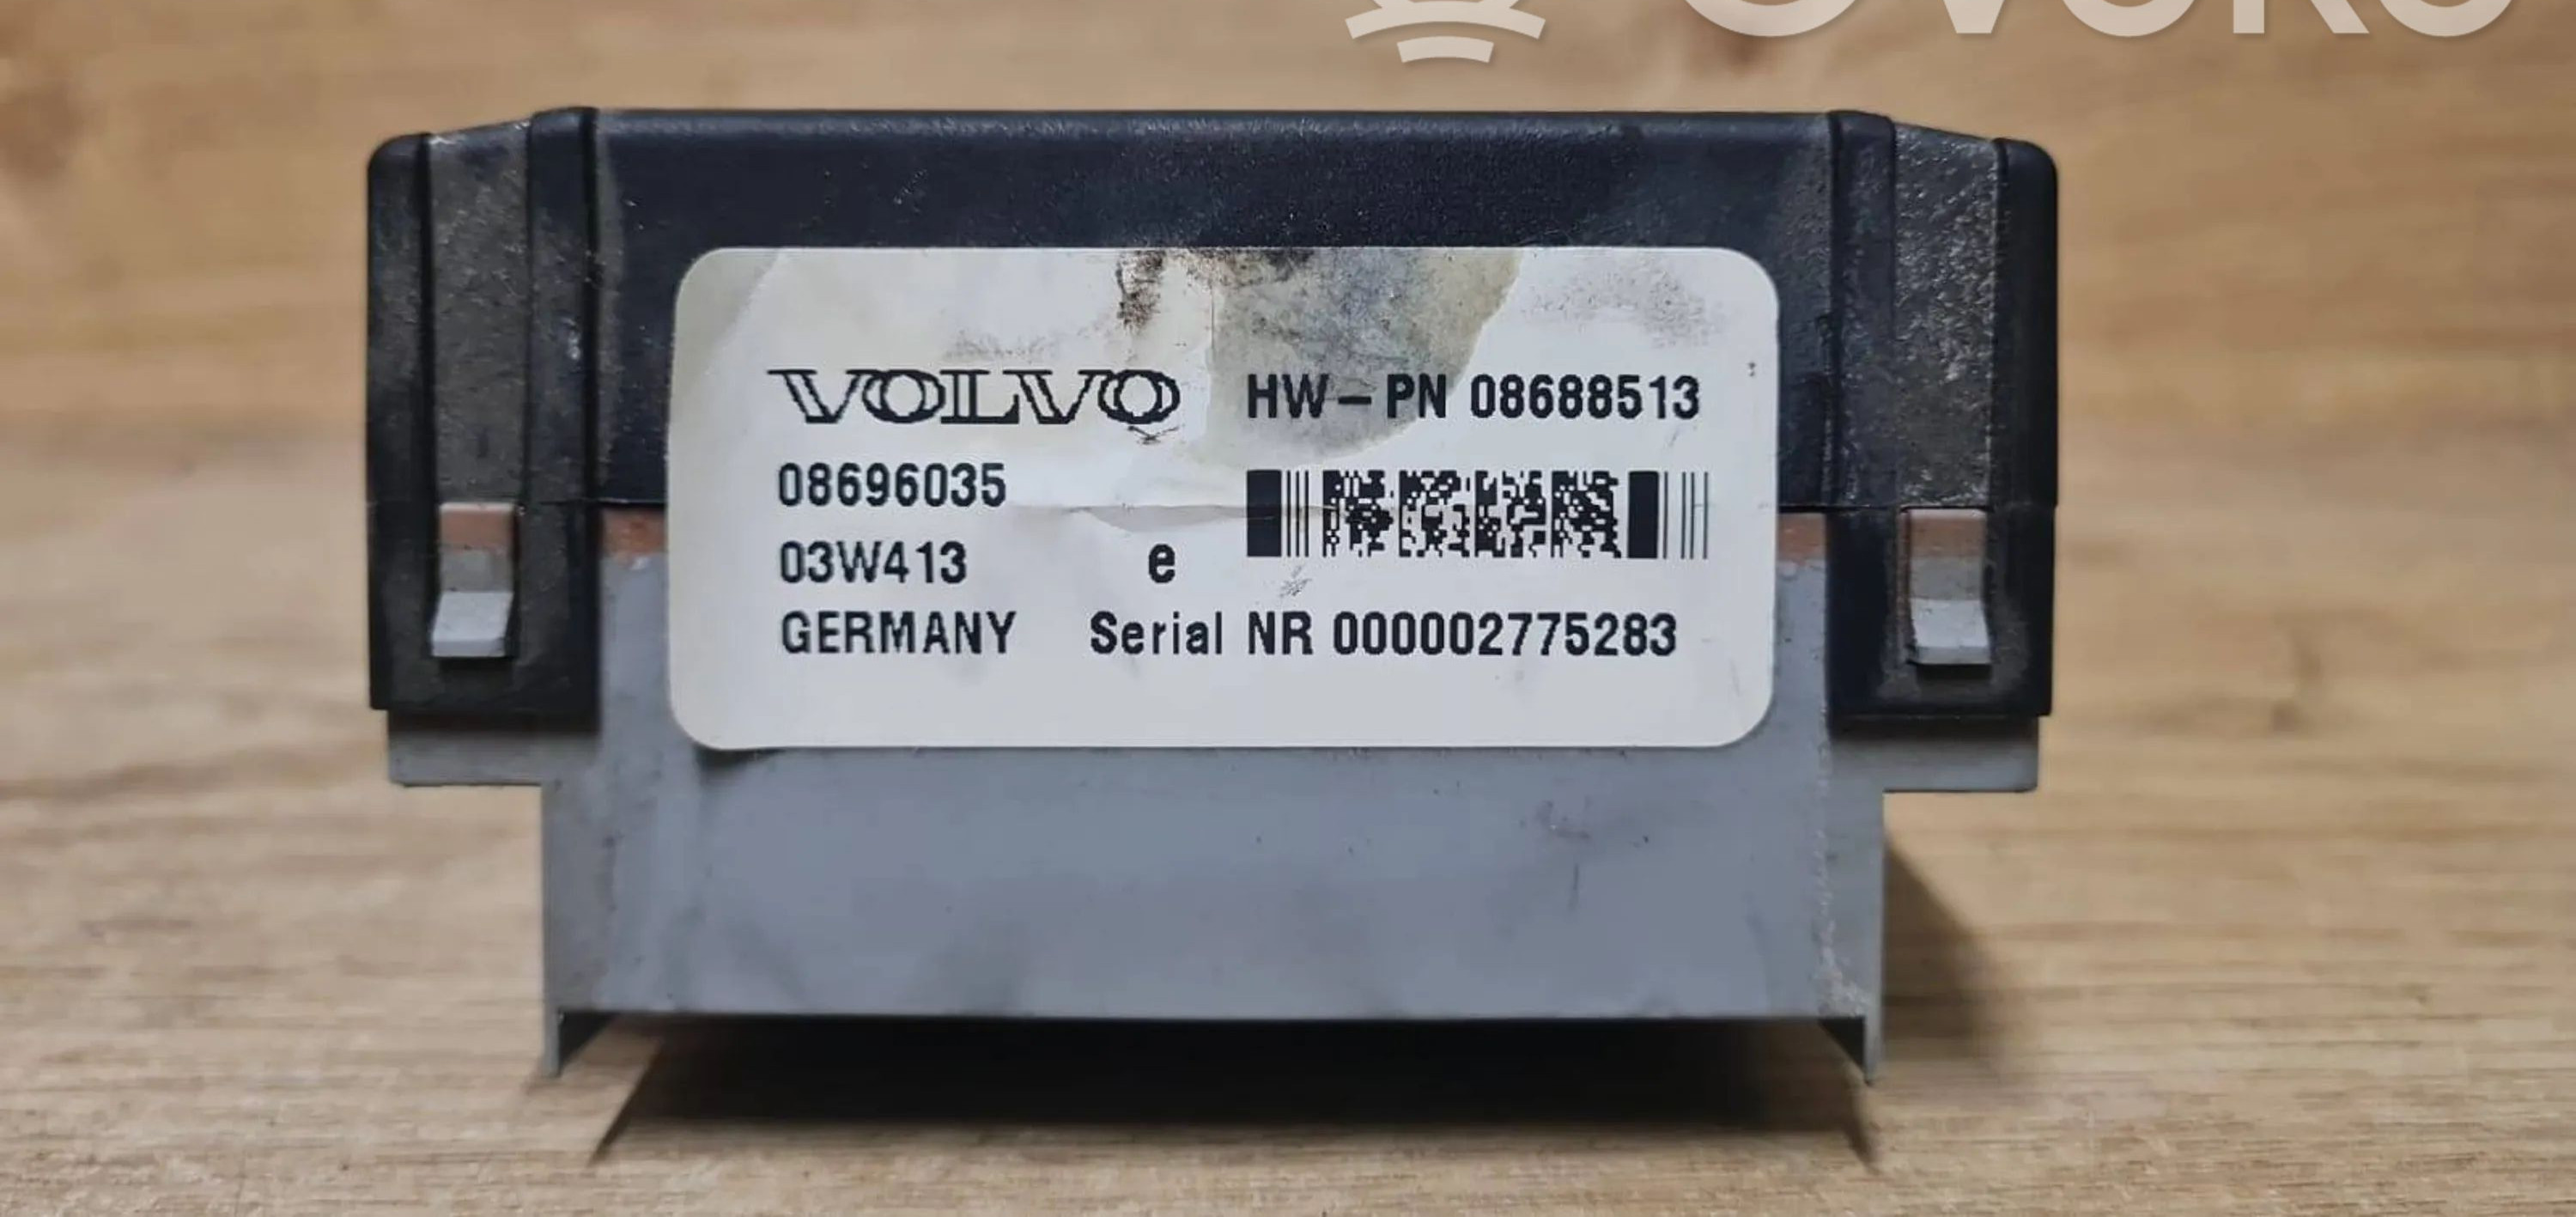 VOLVO HW-PN 08688513
08696035
03W413 e
GERMANY Serial NR 000002775283